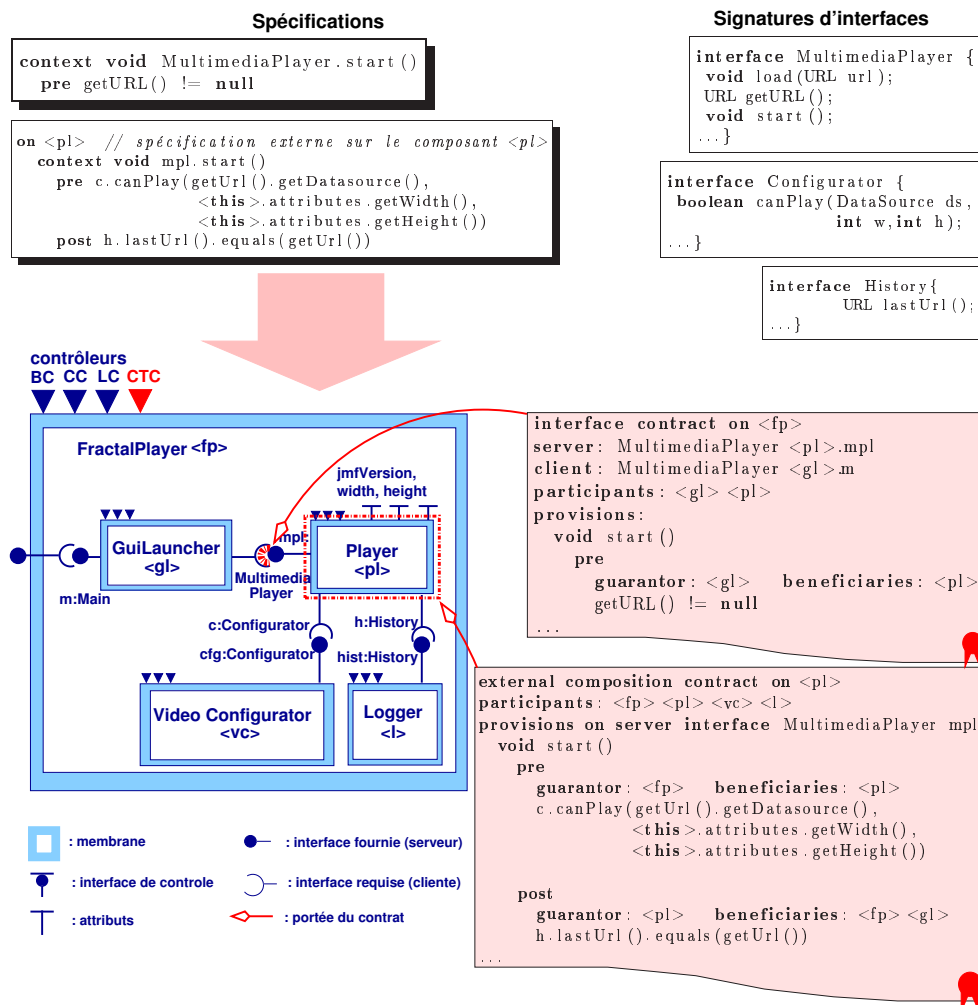 Spécifications
context void MultimediaPlayer.start()
pre getURL() != null
on <pl> // spécification externe sur le composant <pl>
context void mpl.start()
pre c.canPlay(getUrl().getDatasource(),
<this>.attributes.getWidth(),
<this>.attributes.getHeight())
post h.lastUrl().equals(getUrl())
Signatures d'interfaces
interface MultimediaPlayer {
void load(URL url);
URL getURL();
void start();
...}
interface Configurator {
boolean canPlay(DataSource ds,
int w,int h);
...}
interface History{
URL lastUrl();
...}
contrôleurs
BC CC LC CTC
FractalPlayer <fp>
jmfVersion,
width, height
GuiLauncher
<gl>
mpl:
Multimedia
Player
Player
<pl>
m:Main
c:Configurator
h:History
cfg:Configurator
hist:History
Video Configurator
<vc>
Logger
<l>
interface contract on <fp>
server: MultimediaPlayer <pl>.mpl
client: MultimediaPlayer <gl>.m
participants: <gl> <pl>
provisions:
void start()
pre
guarantor: <gl> beneficiaries: <pl>
getURL() != null
...
external composition contract on <pl>
participants: <fp> <pl> <vc> <l>
provisions on server interface MultimediaPlayer mpl
void start()
pre
guarantor: <fp> beneficiaries: <pl>
c.canPlay(getUrl().getDatasource(),
<this>.attributes.getWidth(),
<this>.attributes.getHeight())
post
guarantor: <pl> beneficiaries: <fp> <gl>
h.lastUrl().equals(getUrl())
...
: membrane
: interface fournie (serveur)
: interface de controle
: interface requise (cliente)
: attributs
: portée du contrat